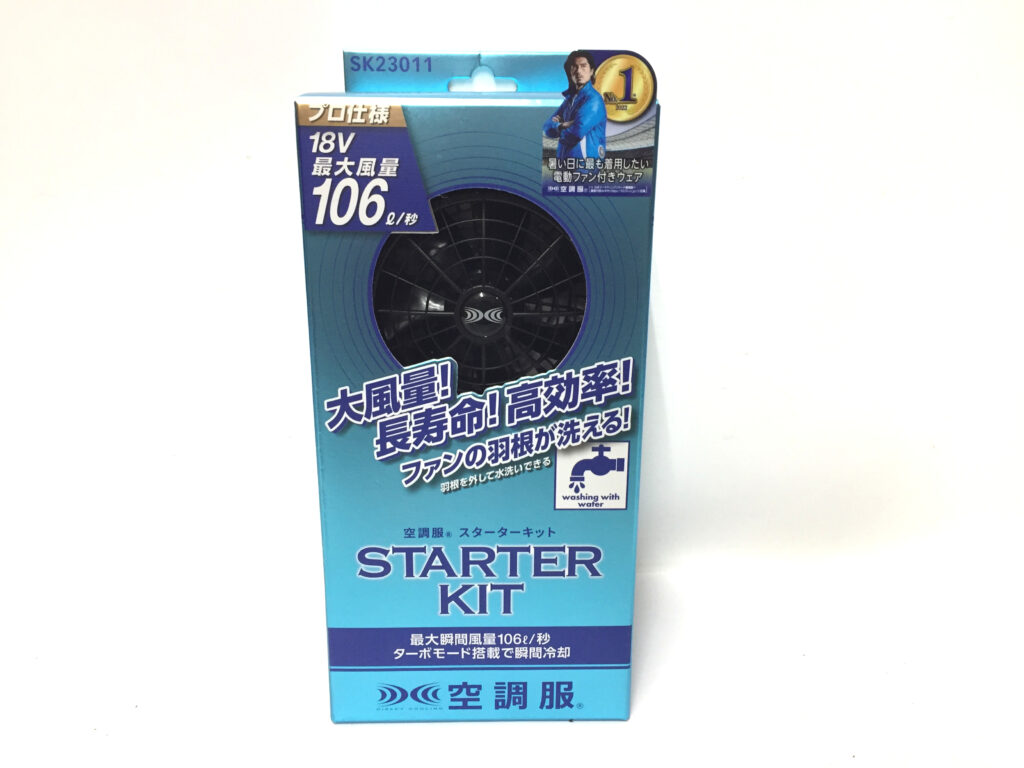 SK23011
No.1
2022
プロ仕様
18V
最大風量
106ℓ/秒
暑い日に最も着用したい
電動ファン付きウェア
空調服®
大風量!
長寿命!高効率!
ファンの羽根が洗える!
羽根を外して水洗いできる
washing with
water
空調服® スターターキット
STARTER
KIT
最大瞬間風量106ℓ/秒
ターボモード搭載で瞬間冷却
DIRECT COOLING
空調服®